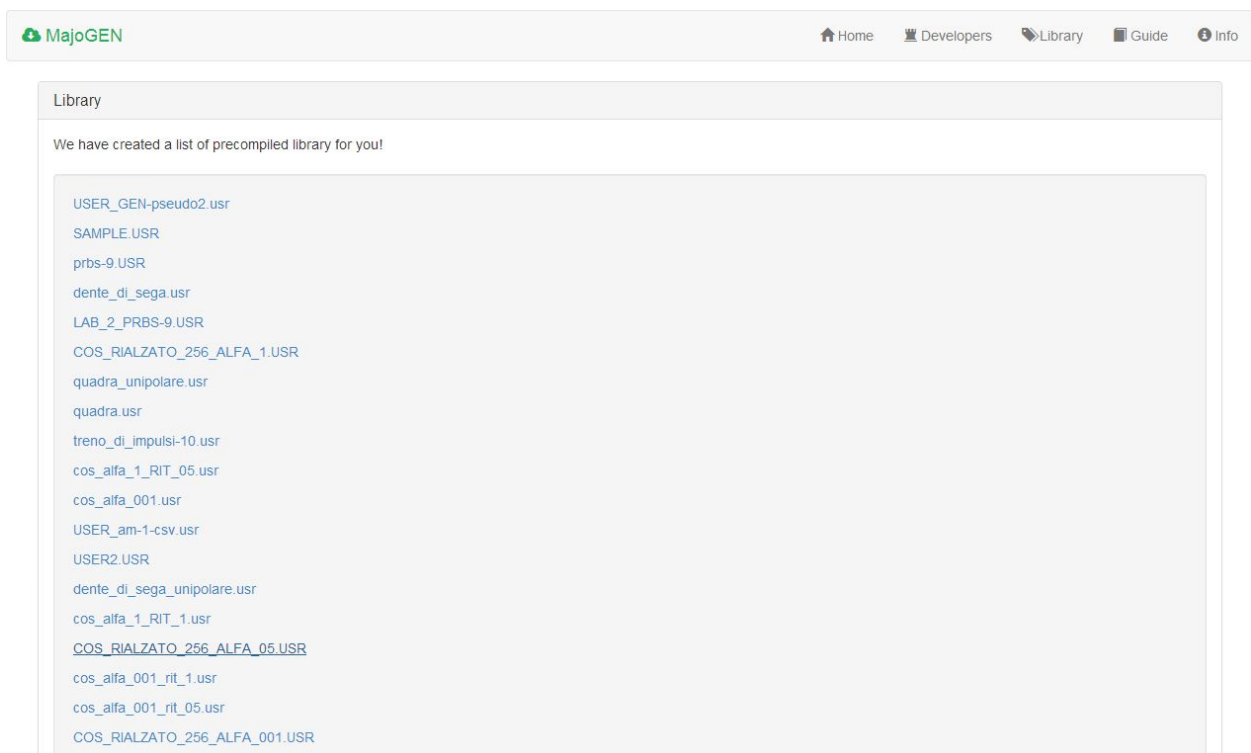 MajoGEN Home Developers Library Guide Info
Library
We have created a list of precompiled library for you!
USER_GEN-pseudo2.usr
SAMPLE.USR
prbs-9.USR
dente_di_sega.usr
LAB_2_PRBS-9.USR
COS_RIALZATO_256_ALFA_1.USR
quadra_unipolare.usr
quadra.usr
treno_di_impulsi-10.usr
cos_alfa_1_RIT_05.usr
cos_alfa_001.usr
USER_am-1-csv.usr
USER2.USR
dente_di_sega_unipolare.usr
cos_alfa_1_RIT_1.usr
COS_RIALZATO_256_ALFA_05.USR
cos_alfa_001_rit_1.usr
cos_alfa_001_rit_05.usr
COS_RIALZATO_256_ALFA_001.USR